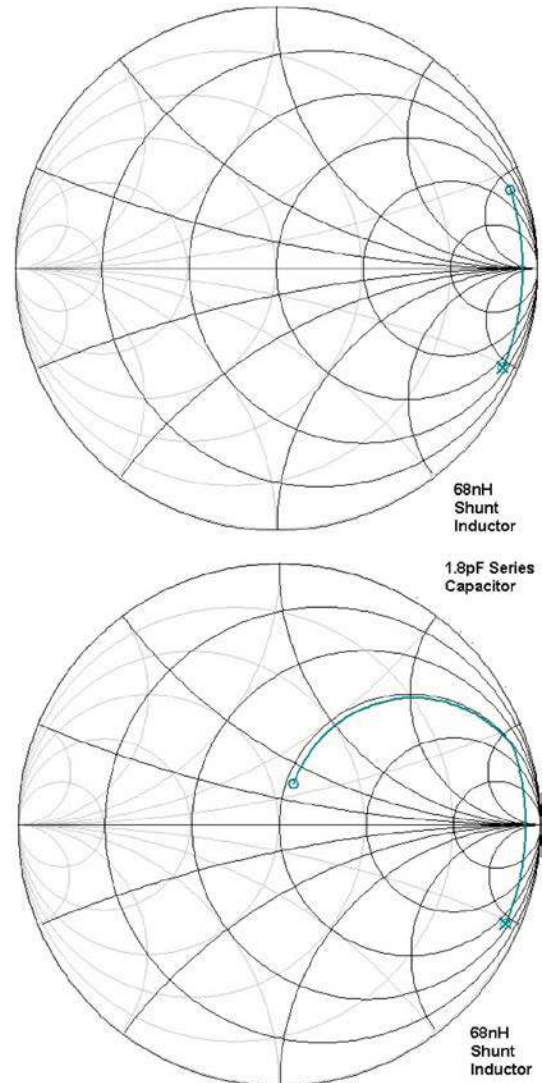 68nH
Shunt
Inductor
1.8pF Series
Capacitor
68nH
Shunt
Inductor